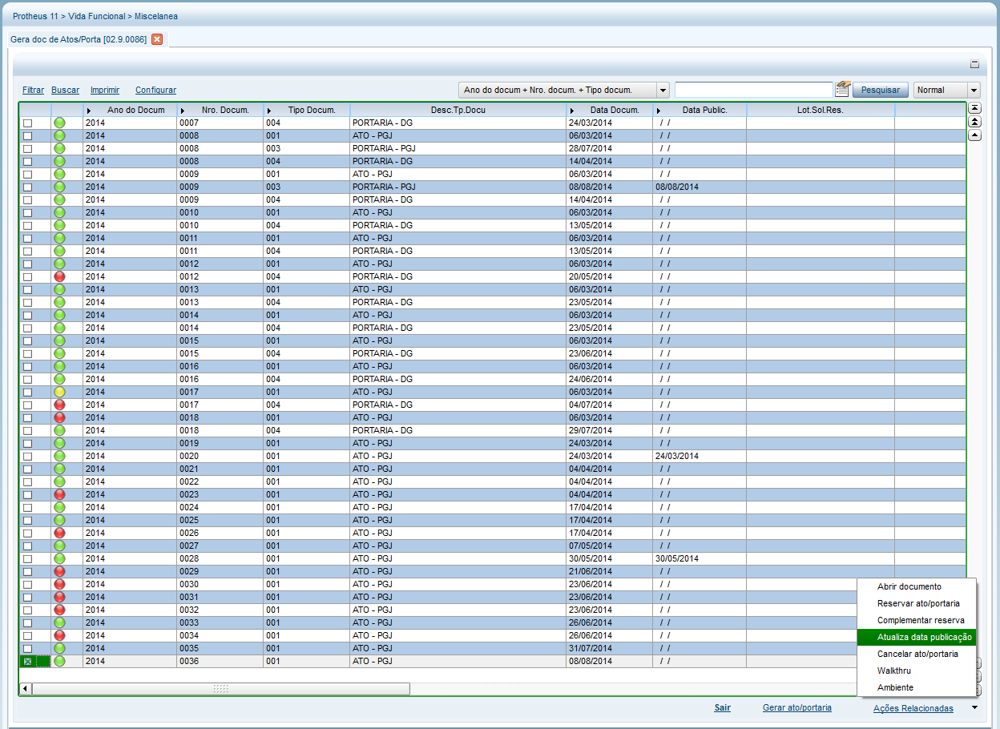 Protheus 11 > Vida Funcional > Miscelanea
Gera doc de Atos/Porta [02.9.0086]
Filtrar Buscar Imprimir Configurar Ano do docum + Nro. docum. + Tipo docum. Pesquisar Normal
Ano do Docum Nro. Docum. Tipo Docum. Desc.Tp.Docu Data Docum. Data Public. Lot.Sol.Res.
2014 0007 004 PORTARIA - DG 24/03/2014 / /
2014 0008 001 ATO - PGJ 06/03/2014 / /
2014 0008 003 PORTARIA - PGJ 28/07/2014 / /
2014 0008 004 PORTARIA - DG 14/04/2014 / /
2014 0009 001 ATO - PGJ 06/03/2014 / /
2014 0009 003 PORTARIA - PGJ 08/08/2014 08/08/2014
2014 0009 004 PORTARIA - DG 14/04/2014 / /
2014 0010 001 ATO - PGJ 06/03/2014 / /
2014 0010 004 PORTARIA - DG 13/05/2014 / /
2014 0011 001 ATO - PGJ 06/03/2014 / /
2014 0011 004 PORTARIA - DG 13/05/2014 / /
2014 0012 001 ATO - PGJ 06/03/2014 / /
2014 0012 004 PORTARIA - DG 20/05/2014 / /
2014 0013 001 ATO - PGJ 06/03/2014 / /
2014 0013 004 PORTARIA - DG 23/05/2014 / /
2014 0014 001 ATO - PGJ 06/03/2014 / /
2014 0014 004 PORTARIA - DG 23/05/2014 / /
2014 0015 001 ATO - PGJ 06/03/2014 / /
2014 0015 004 PORTARIA - DG 23/06/2014 / /
2014 0016 001 ATO - PGJ 06/03/2014 / /
2014 0016 004 PORTARIA - DG 24/06/2014 / /
2014 0017 001 ATO - PGJ 06/03/2014 / /
2014 0017 004 PORTARIA - DG 04/07/2014 / /
2014 0018 001 ATO - PGJ 06/03/2014 / /
2014 0018 004 PORTARIA - DG 29/07/2014 / /
2014 0019 001 ATO - PGJ 24/03/2014 / /
2014 0020 001 ATO - PGJ 24/03/2014 24/03/2014
2014 0021 001 ATO - PGJ 04/04/2014 / /
2014 0022 001 ATO - PGJ 04/04/2014 / /
2014 0023 001 ATO - PGJ 04/04/2014 / /
2014 0024 001 ATO - PGJ 17/04/2014 / /
2014 0025 001 ATO - PGJ 17/04/2014 / /
2014 0026 001 ATO - PGJ 17/04/2014 / /
2014 0027 001 ATO - PGJ 07/05/2014 / /
2014 0028 001 ATO - PGJ 30/05/2014 30/05/2014
2014 0029 001 ATO - PGJ 21/06/2014 / /
2014 0030 001 ATO - PGJ 23/06/2014 / /
2014 0031 001 ATO - PGJ 23/06/2014 / /
2014 0032 001 ATO - PGJ 23/06/2014 / /
2014 0033 001 ATO - PGJ 26/06/2014 / /
2014 0034 001 ATO - PGJ 26/06/2014 / /
2014 0035 001 ATO - PGJ 31/07/2014 / /
2014 0036 001 ATO - PGJ 08/08/2014 / /
Abrir documento
Reservar ato/portaria
Complementar reserva
Atualiza data publicação
Cancelar ato/portaria
Walkthru
Ambiente
Sair Gerar ato/portaria Ações Relacionadas